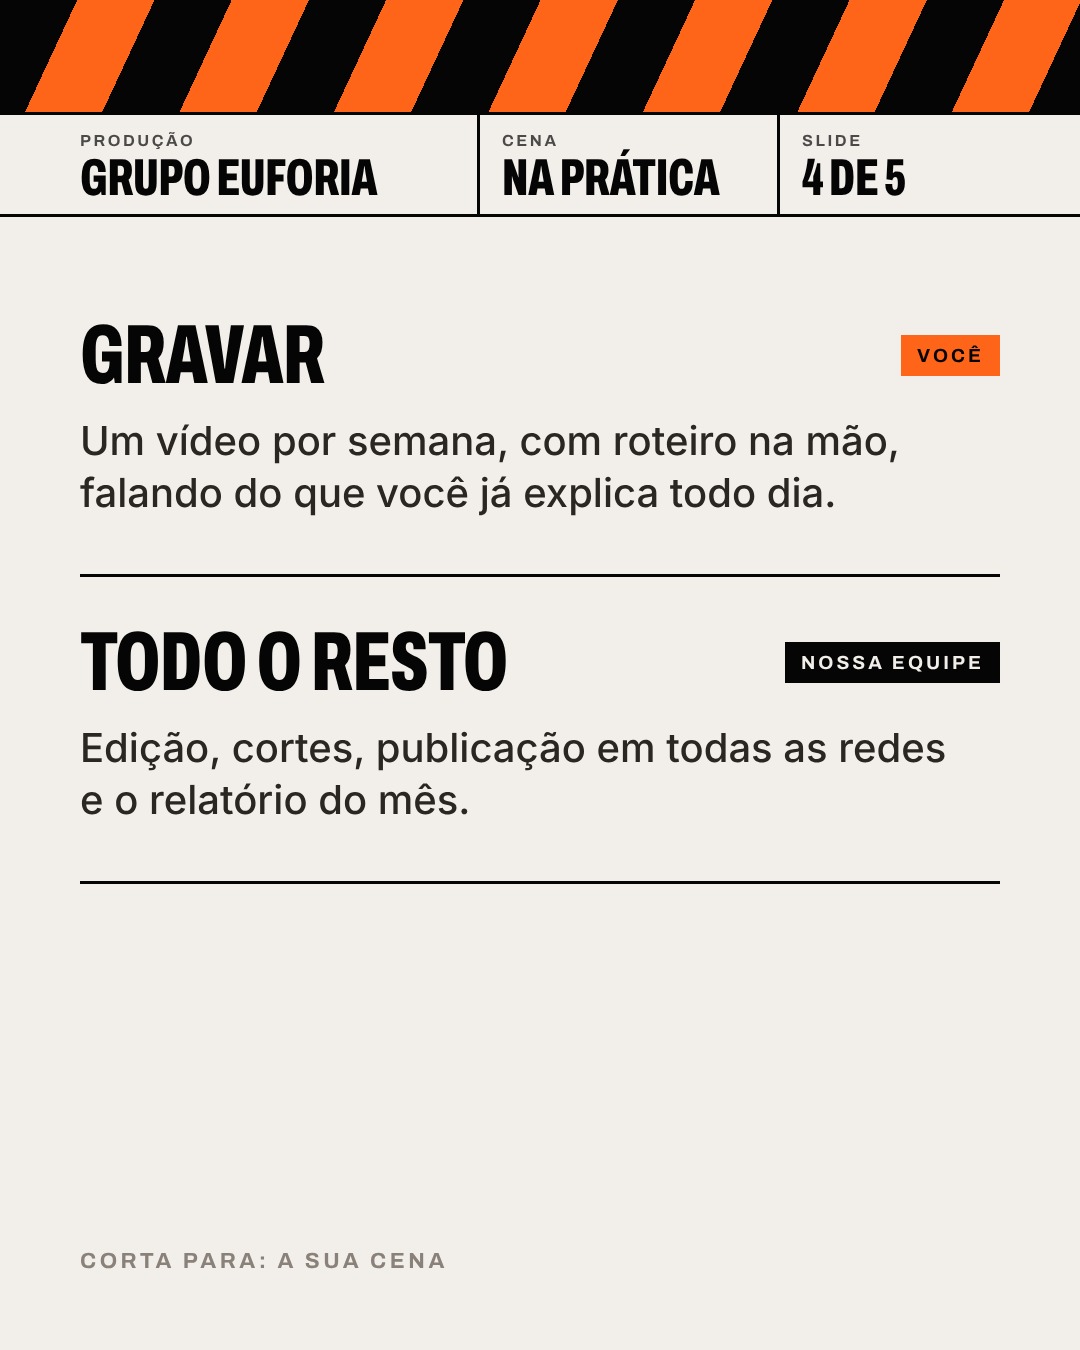 PRODUÇÃO
GRUPO EUFORIA
CENA
NA PRÁTICA
SLIDE
4 DE 5
GRAVAR
VOCÊ
Um vídeo por semana, com roteiro na mão,
falando do que você já explica todo dia.
TODO O RESTO
NOSSA EQUIPE
Edição, cortes, publicação em todas as redes
e o relatório do mês.
CORTA PARA: A SUA CENA